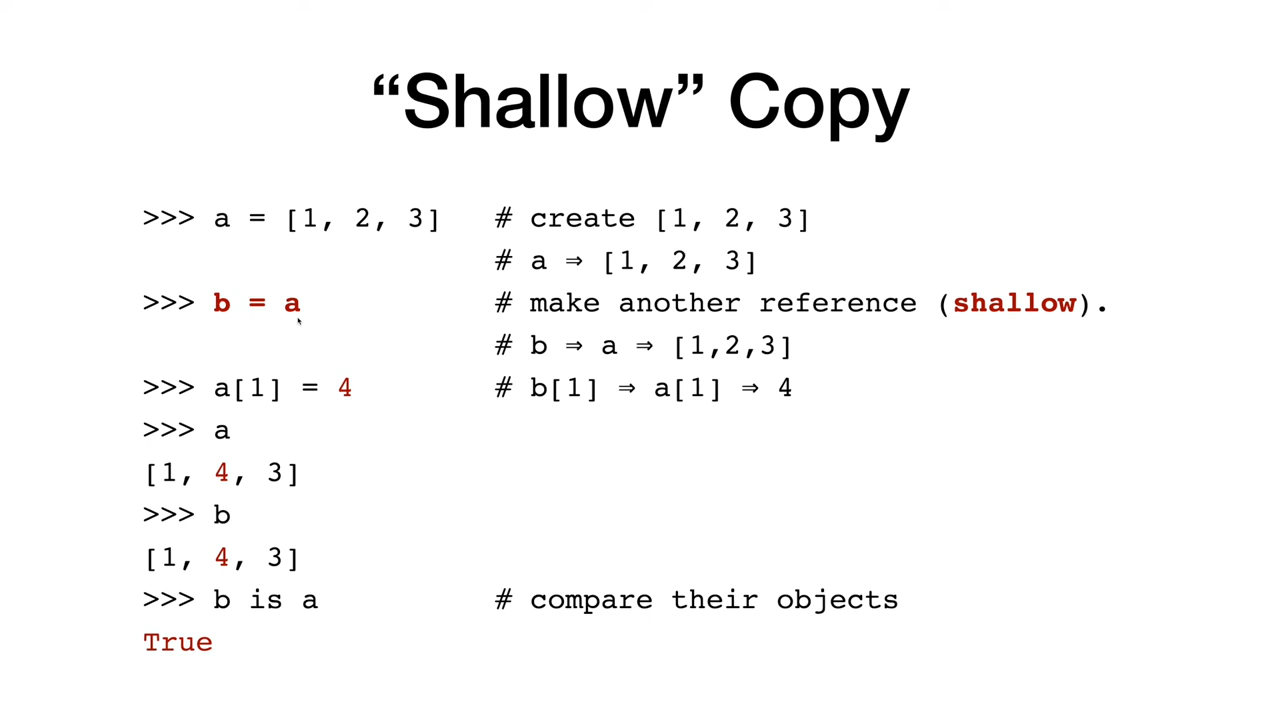 “Shallow” Copy
>>> a = [1, 2, 3]   # create [1, 2, 3]
# a ⇒ [1, 2, 3]
>>> b = a           # make another reference (shallow).
# b ⇒ a ⇒ [1,2,3]
>>> a[1] = 4        # b[1] ⇒ a[1] ⇒ 4
>>> a
[1, 4, 3]
>>> b
[1, 4, 3]
>>> b is a          # compare their objects
True